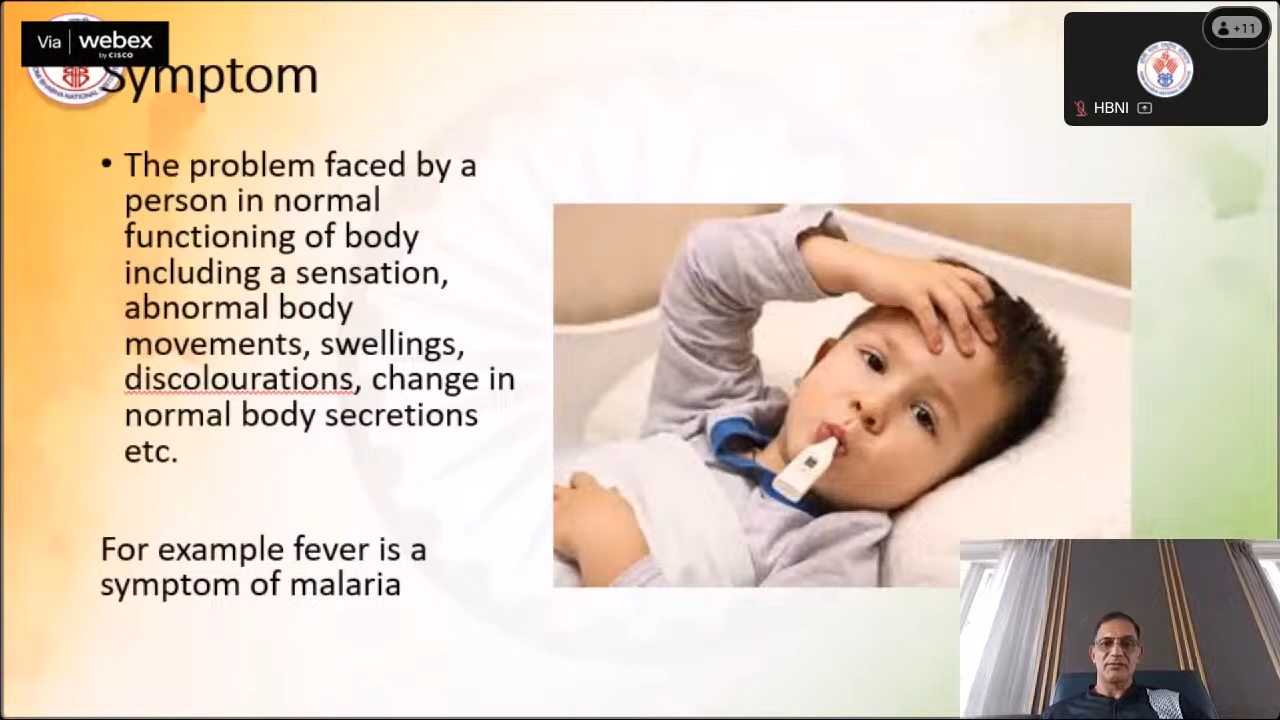 Via webex
by CISCO
Symptom
+11
HBNI
• The problem faced by a
person in normal
functioning of body
including a sensation,
abnormal body
movements, swellings,
discolourations, change in
normal body secretions
etc.
For example fever is a
symptom of malaria